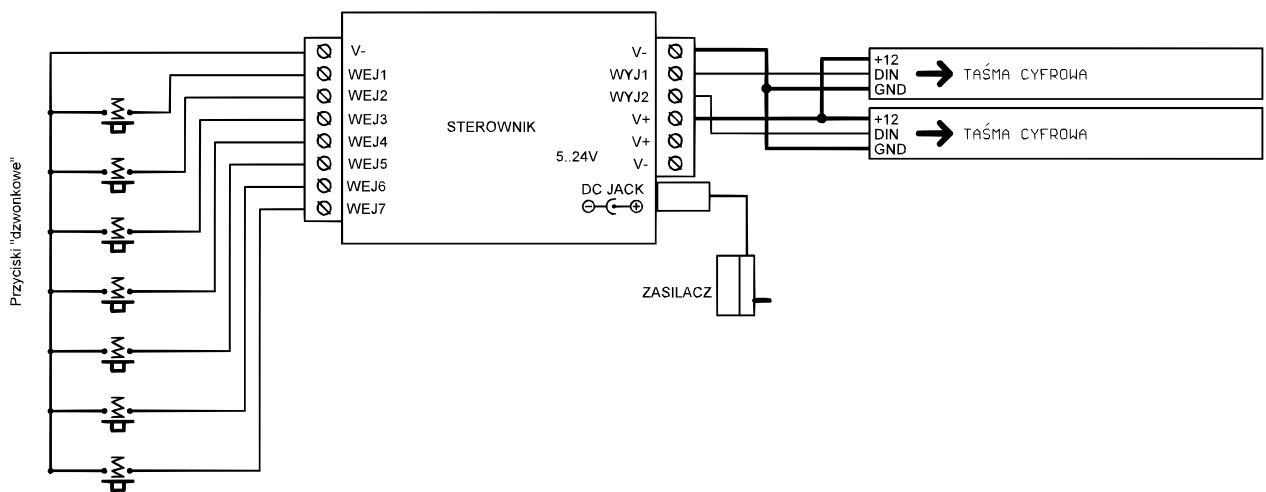 Przyciski "dzwonkowe"
V-
WEJ1
WEJ2
WEJ3
WEJ4
WEJ5
WEJ6
WEJ7
STEROWNIK
V-
WYJ1
WYJ2
V+
V+
V-
5..24V
DC JACK
ZASILACZ
+12
DIN
GND
TAŚMA CYFROWA
+12
DIN
GND
TAŚMA CYFROWA